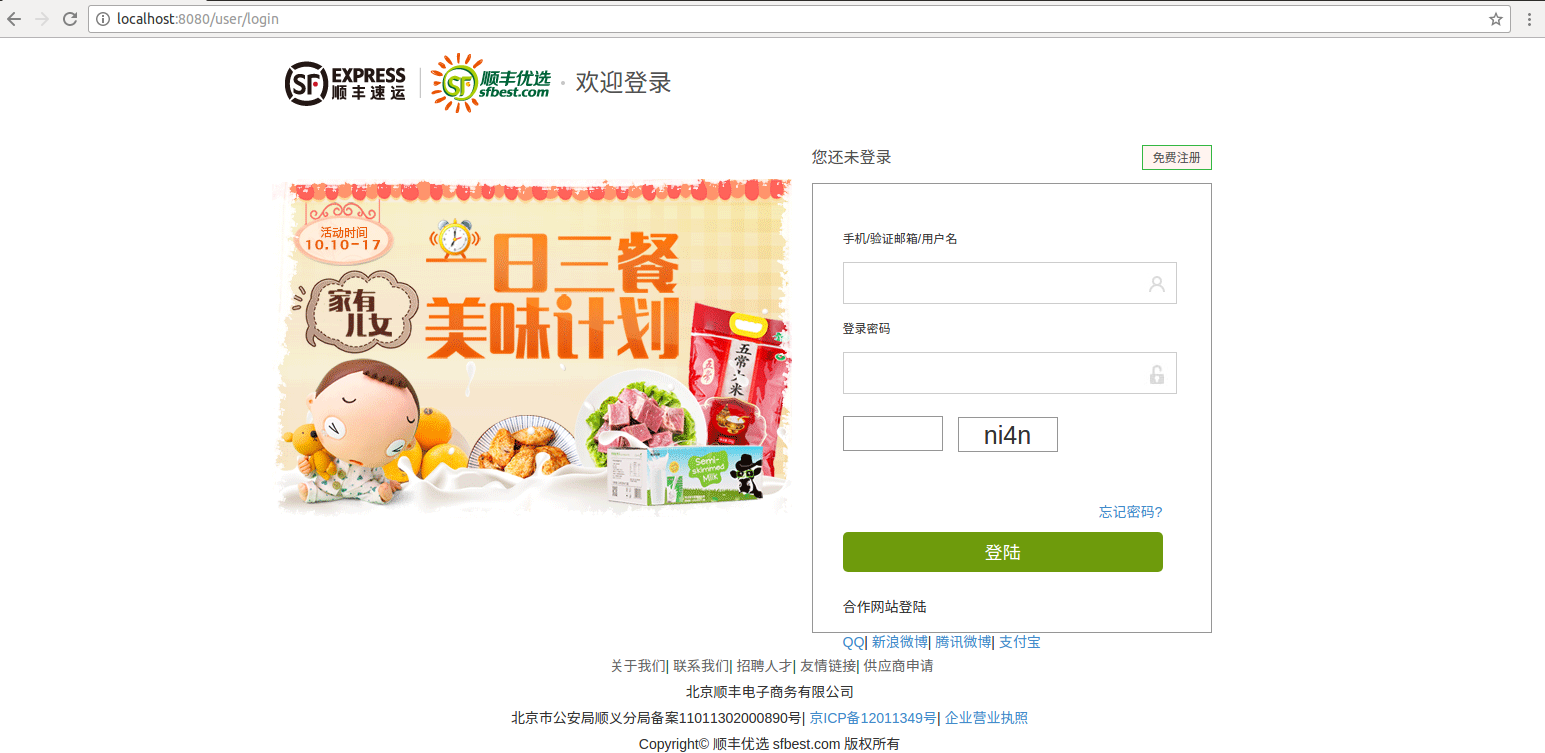 localhost:8080/user/login
SF EXPRESS 顺丰速运 | SF 顺丰优选 sfbest.com · 欢迎登录
您还未登录
免费注册
活动时间
10.10-17
一日三餐
美味计划
家有
儿女
五常大米
Semi-
skimmed
Milk
手机/验证邮箱/用户名
登录密码
ni4n
忘记密码?
登陆
合作网站登陆
QQ| 新浪微博| 腾讯微博| 支付宝
关于我们| 联系我们| 招聘人才| 友情链接| 供应商申请
北京顺丰电子商务有限公司
北京市公安局顺义分局备案11011302000890号| 京ICP备12011349号| 企业营业执照
Copyright© 顺丰优选 sfbest.com 版权所有